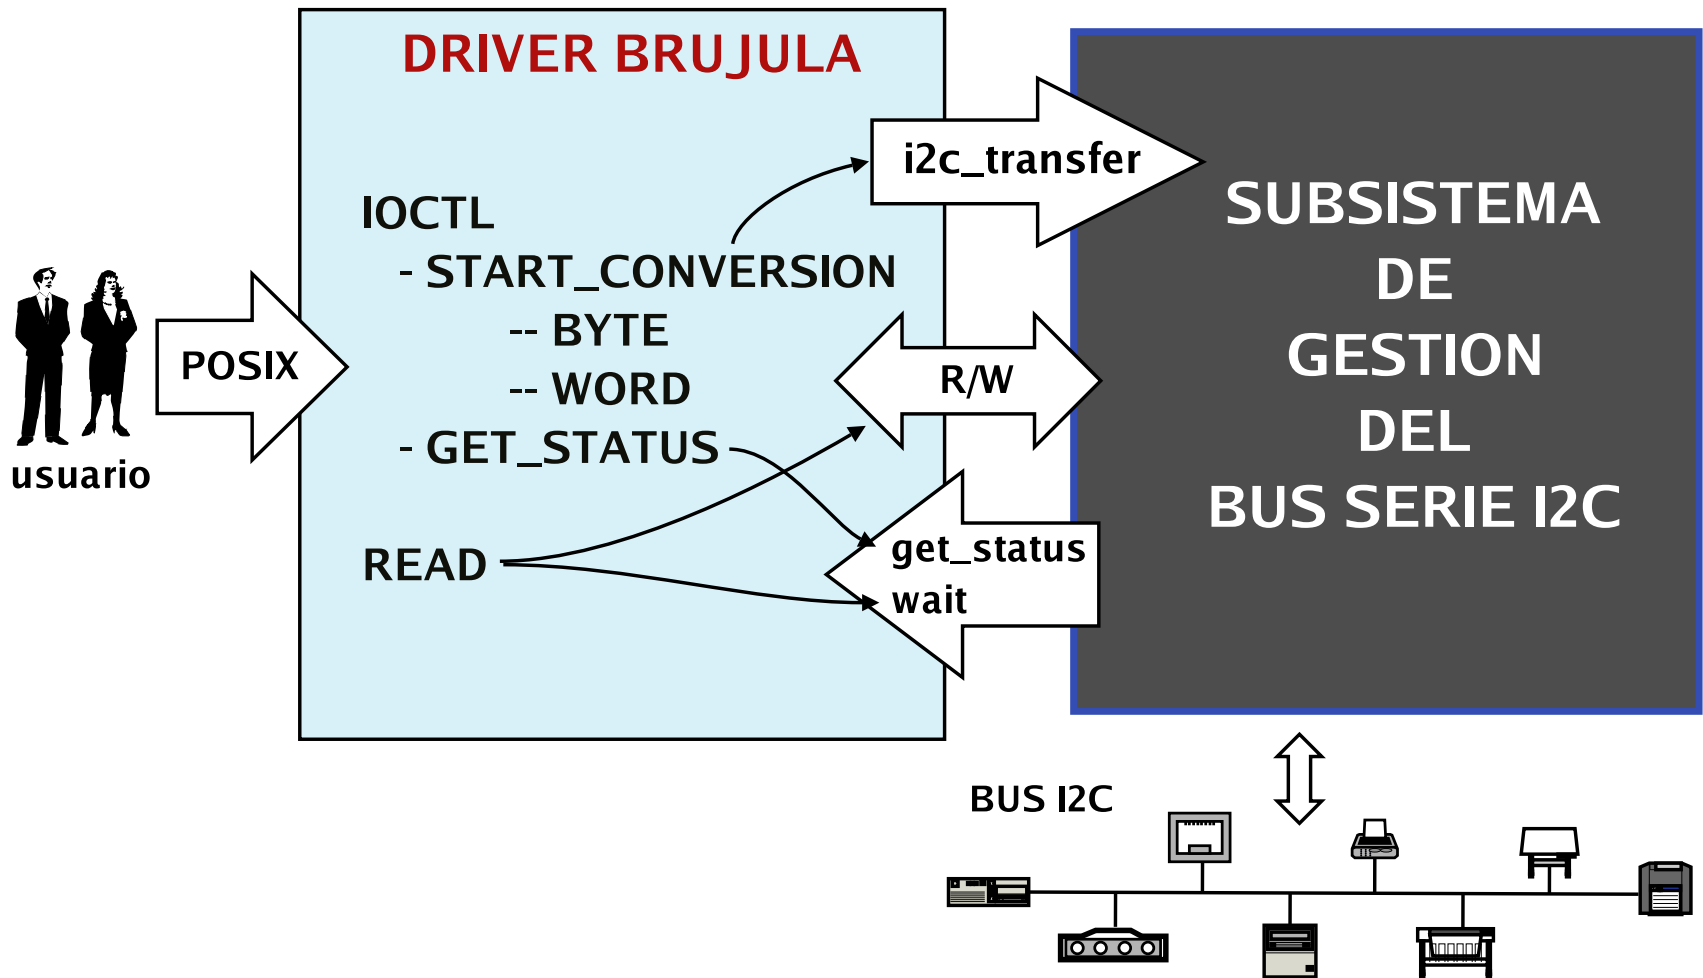 DRIVER BRUJULA
IOCTL
- START_CONVERSION
-- BYTE
-- WORD
- GET_STATUS
READ
POSIX
usuario
i2c_transfer
R/W
get_status
wait
SUBSISTEMA
DE
GESTION
DEL
BUS SERIE I2C
BUS I2C